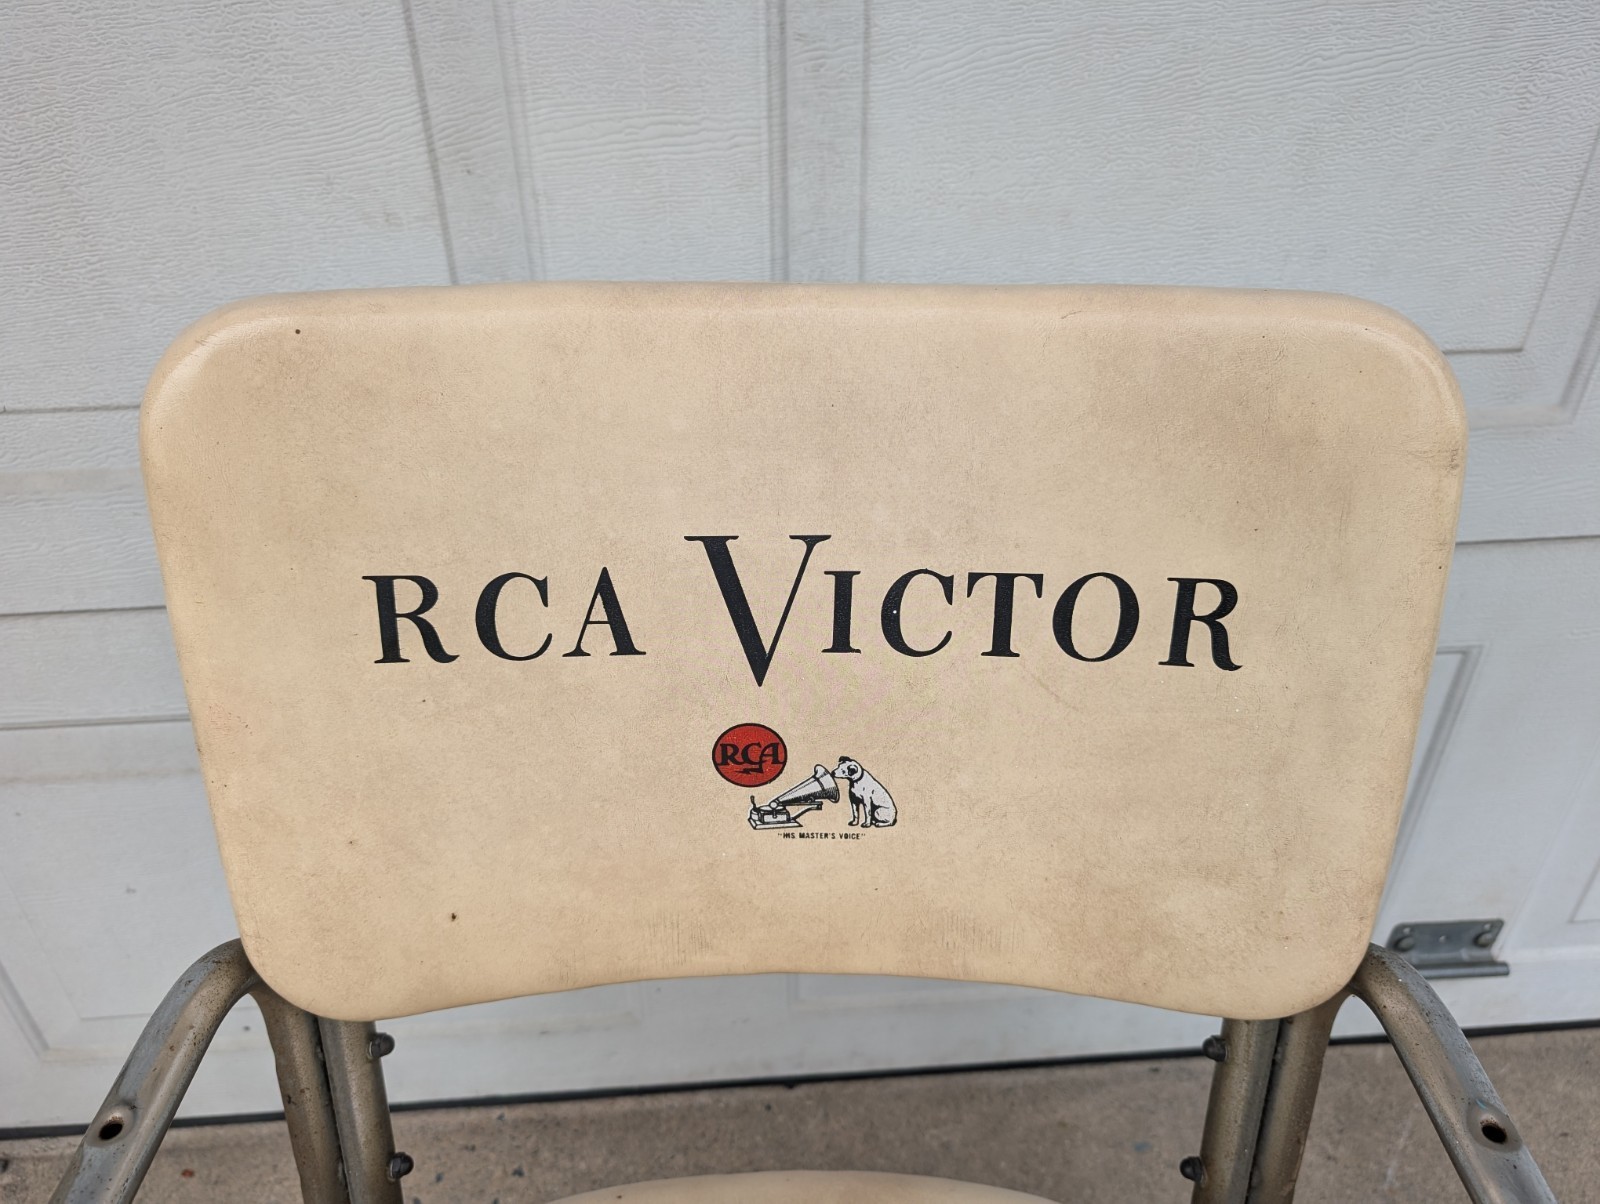 RCA VICTOR
RCA
"HIS MASTER'S VOICE"